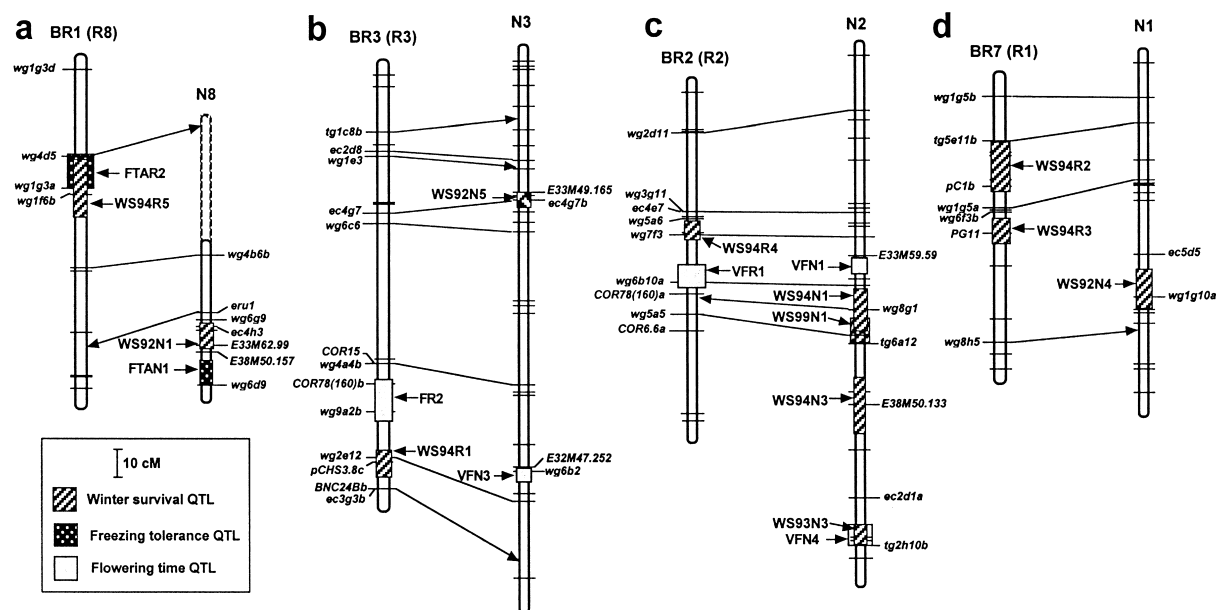 a
BR1 (R8)
wg1g3d
N8
wg4d5
FTAR2
wg1g3a
wg1f6b
WS94R5
wg4b6b
eru1
wg6g9
ec4h3
WS92N1
E33M62.99
E38M50.157
FTAN1
wg6d9
10 cM
Winter survival QTL
Freezing tolerance QTL
Flowering time QTL
b
BR3 (R3)
N3
tg1c8b
ec2d8
wg1e3
WS92N5
E33M49.165
ec4g7b
ec4g7
wg6c6
COR15
wg4a4b
COR78(160)b
FR2
wg9a2b
WS94R1
wg2e12
pCHS3.8c
E32M47.252
VFN3
wg6b2
BNC24Bb
ec3g3b
c
BR2 (R2)
N2
wg2d11
wg3g11
ec4e7
wg5a6
wg7f3
WS94R4
E33M59.59
VFR1
VFN1
wg6b10a
COR78(160)a
WS94N1
wg8g1
wg5a5
WS99N1
COR6.6a
tg6a12
WS94N3
E38M50.133
ec2d1a
WS93N3
VFN4
tg2h10b
d
BR7 (R1)
N1
wg1g5b
tg5e11b
WS94R2
pC1b
wg1g5a
wg6f3b
WS94R3
PG11
ec5d5
WS92N4
wg1g10a
wg8h5